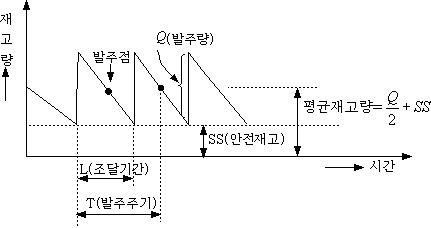 재고량
발주점
Q(발주량)
평균재고량=Q/2+SS
SS(안전재고)
시간
L(조달기간)
T(발주주기)